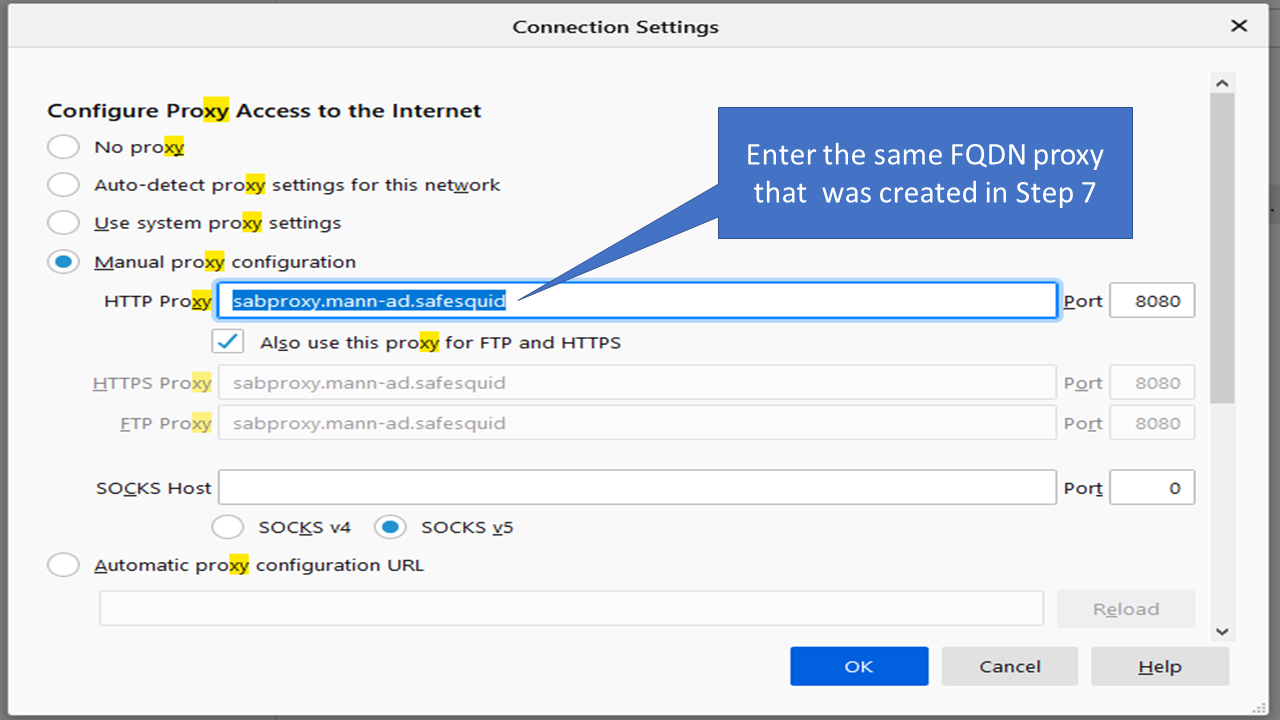 Connection Settings
Configure Proxy Access to the Internet
No proxy
Auto-detect proxy settings for this network
Use system proxy settings
Manual proxy configuration
Enter the same FQDN proxy
that was created in Step 7
HTTP Proxy sabproxy.mann-ad.safesquid Port 8080
Also use this proxy for FTP and HTTPS
HTTPS Proxy sabproxy.mann-ad.safesquid Port 8080
FTP Proxy sabproxy.mann-ad.safesquid Port 8080
SOCKS Host Port 0
SOCKS v4 SOCKS v5
Automatic proxy configuration URL
Reload
OK Cancel Help